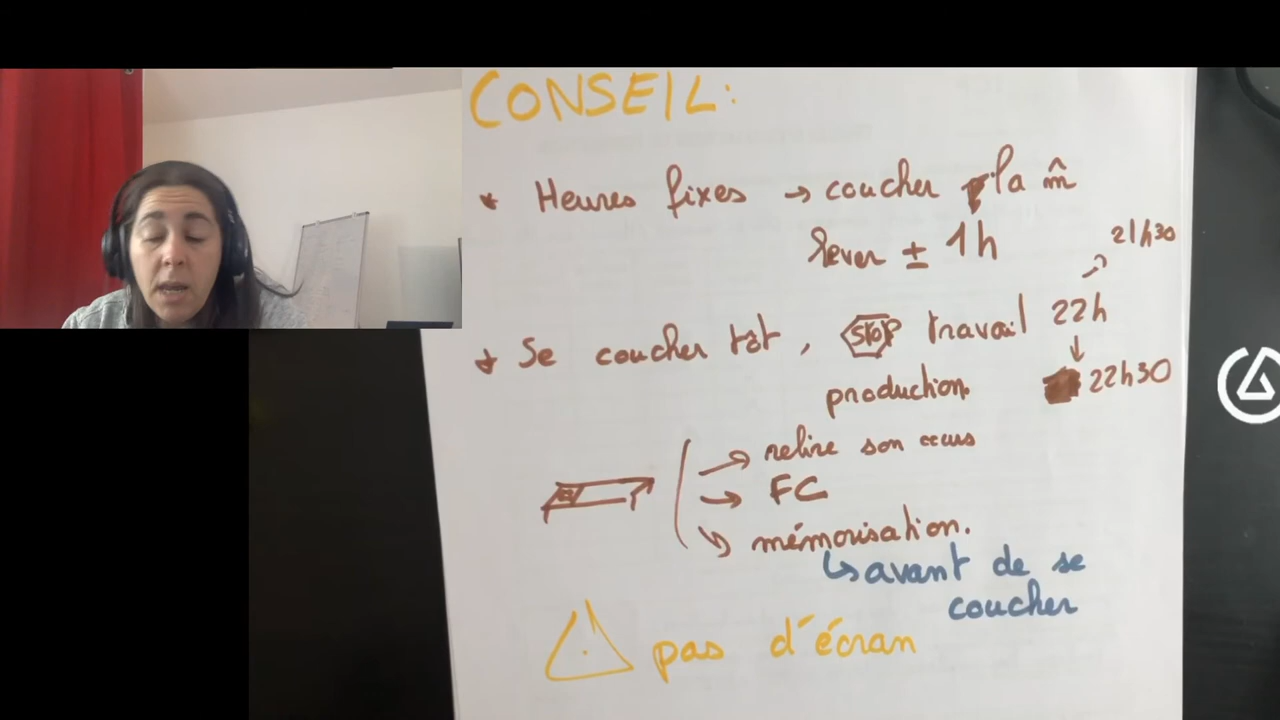 CONSEIL:
* Heures fixes → coucher la m̂
lever ± 1h
21h30
* Se coucher tôt, STOP travail 22h
production. 22h30
→ relire son cours
→ FC
→ mémorisation.
↳ avant de se
coucher
pas d'écran